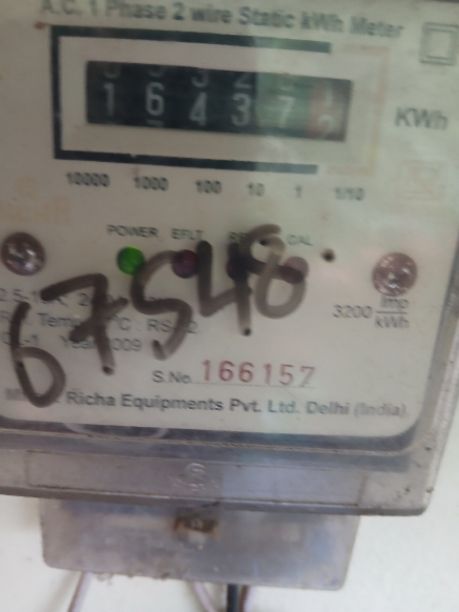 A.C. 1 Phase 2 wire Static kWh Meter
1 6 4 3 7
KWh
10000 1000 100 10 1 1/10
POWER EFLT CAL
67548
3200 Imp/kWh
S.No. 166157
Richa Equipments Pvt. Ltd. Delhi (India)